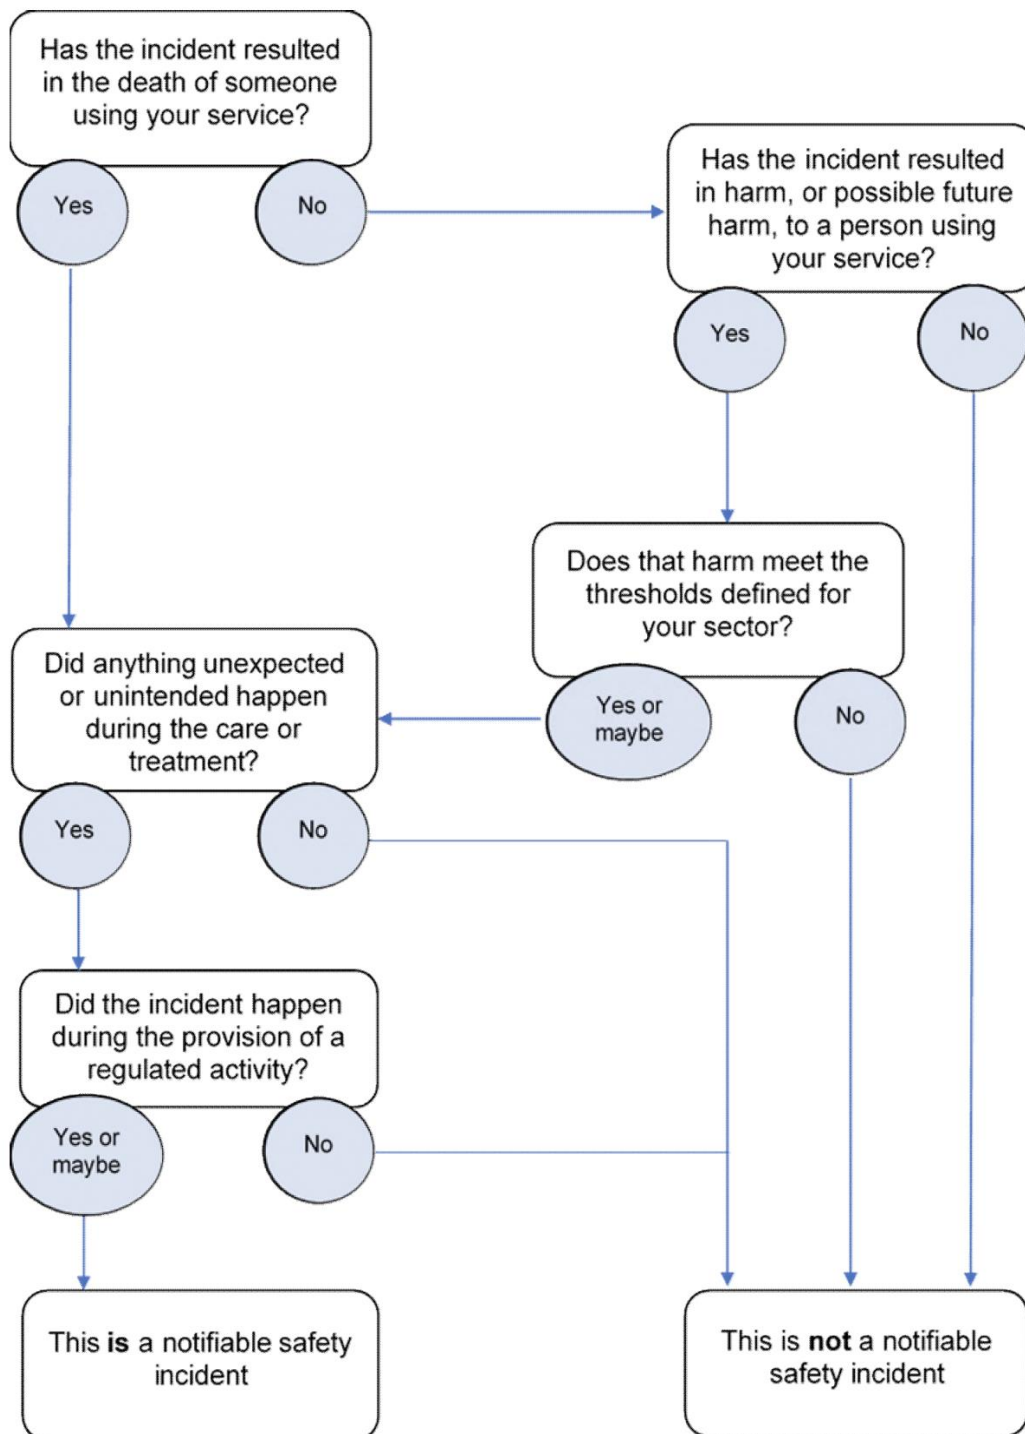 Has the incident resulted
in the death of someone
using your service?
Yes
No
Has the incident resulted
in harm, or possible future
harm, to a person using
your service?
Yes
No
Does that harm meet the
thresholds defined for
your sector?
Yes or
maybe
No
Did anything unexpected
or unintended happen
during the care or
treatment?
Yes
No
Did the incident happen
during the provision of a
regulated activity?
Yes or
maybe
No
This is a notifiable safety
incident
This is not a notifiable
safety incident